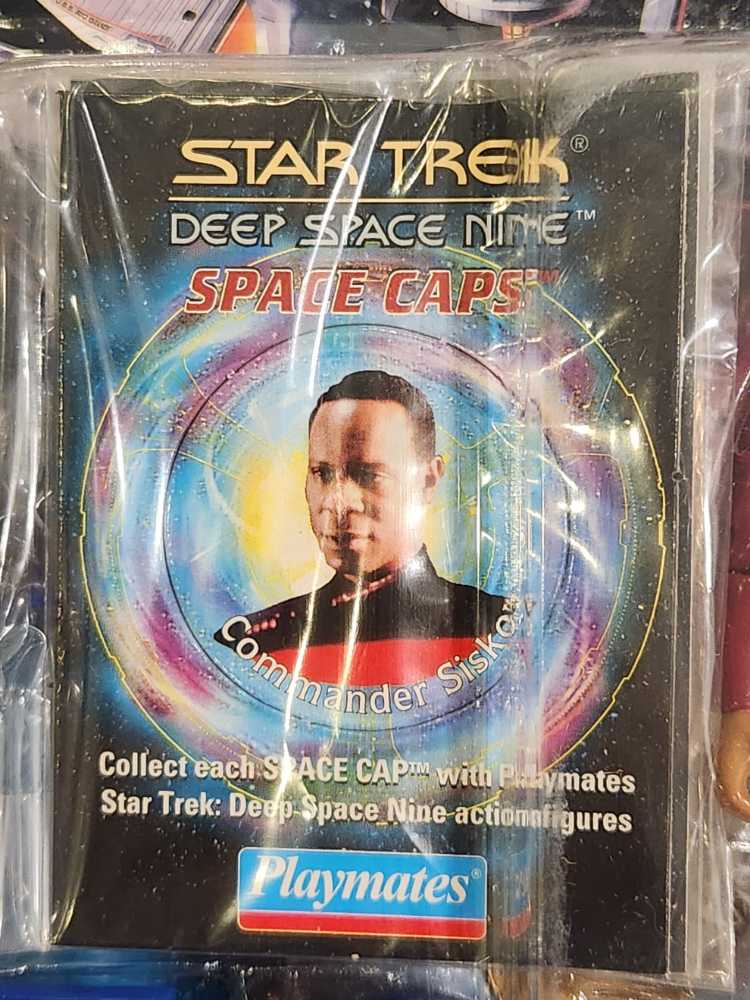 STAR TREK®
DEEP SPACE NINE™
SPACE CAPS™
Commander Sisko
Collect each SPACE CAP™ with Playmates
Star Trek: Deep Space Nine action figures
Playmates®